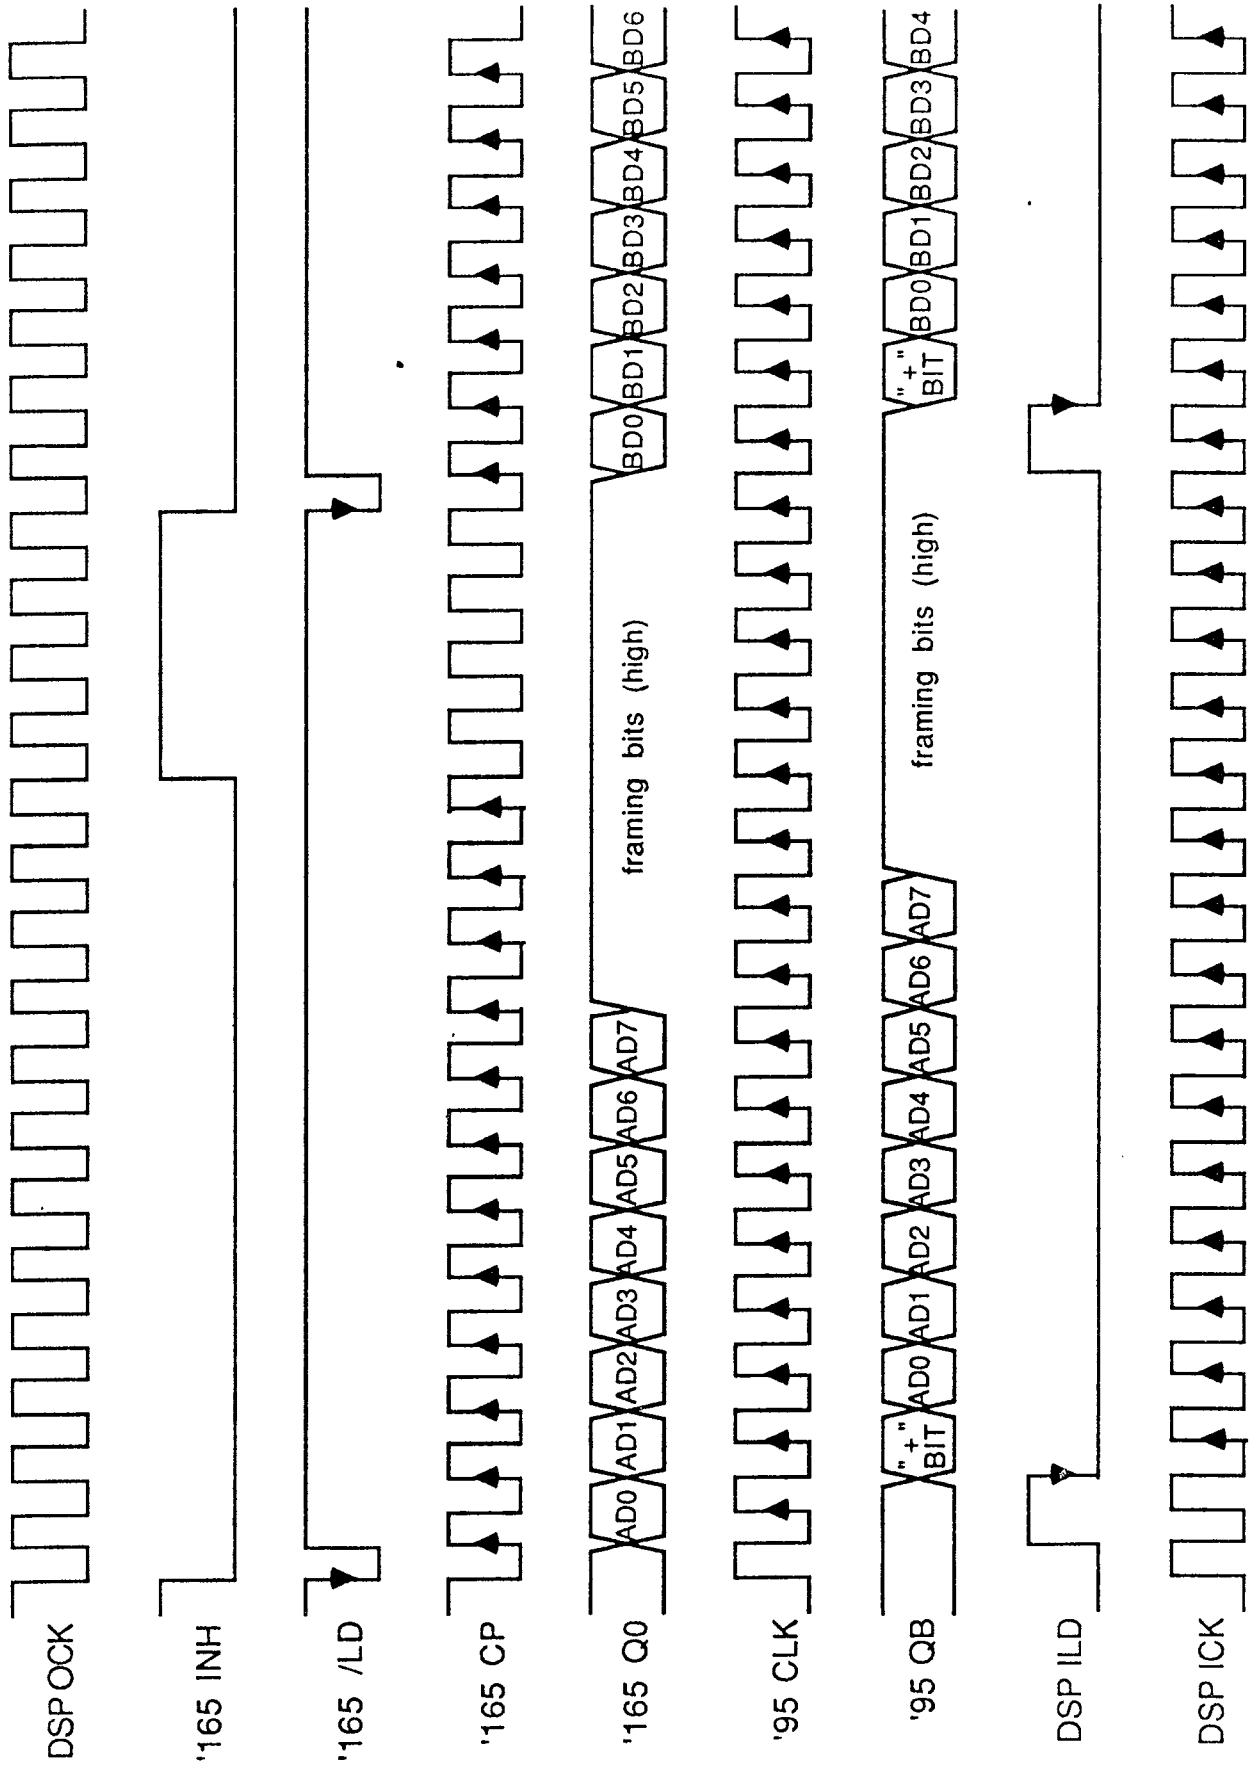 DSP OCK
'165 INH
'165 /LD
'165 CP
'165 Q0
AD0 AD1 AD2 AD3 AD4 AD5 AD6 AD7 framing bits (high) BD0 BD1 BD2 BD3 BD4 BD5 BD6
'95 CLK
'95 QB
"+" BIT AD0 AD1 AD2 AD3 AD4 AD5 AD6 AD7 framing bits (high) "+" BIT BD0 BD1 BD2 BD3 BD4
DSP ILD
DSP ICK